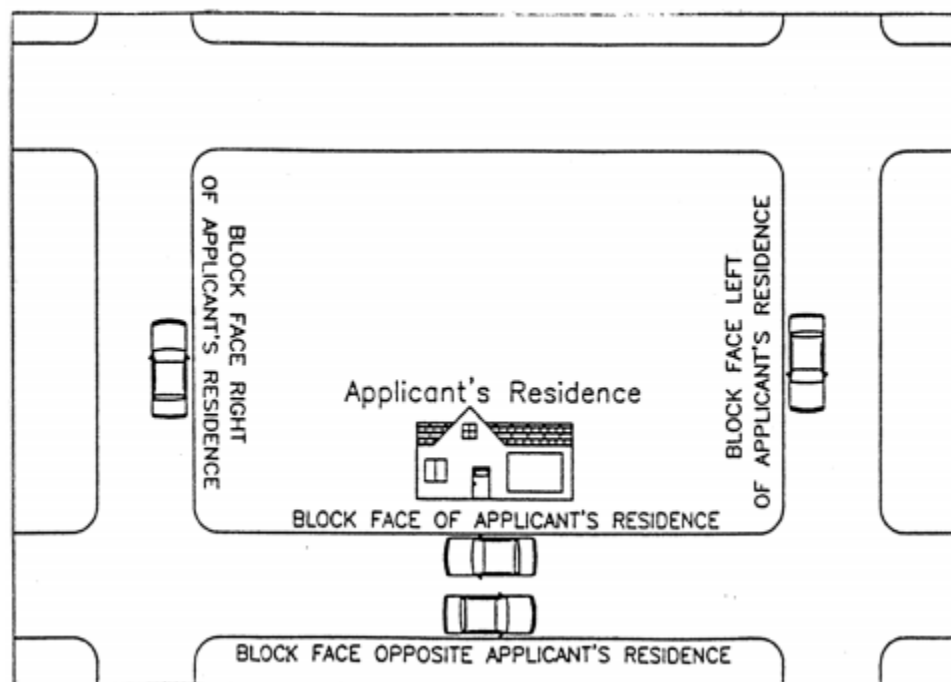 BLOCK FACE RIGHT
OF APPLICANT'S RESIDENCE
BLOCK FACE LEFT
OF APPLICANT'S RESIDENCE
Applicant's Residence
BLOCK FACE OF APPLICANT'S RESIDENCE
BLOCK FACE OPPOSITE APPLICANT'S RESIDENCE